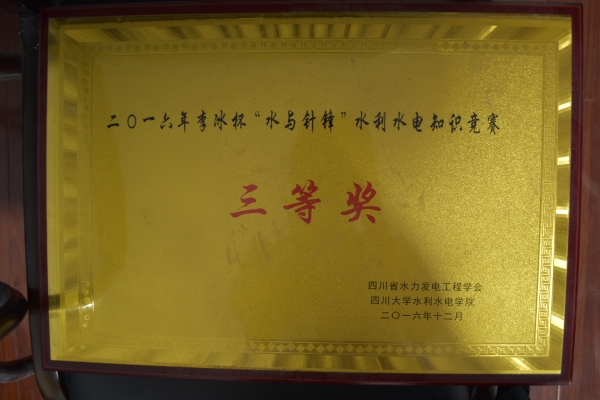 二〇一六年李冰杯“水与针锋”水利水电知识竞赛
三等奖
四川省水力发电工程学会
四川大学水利水电学院
二〇一六年十二月